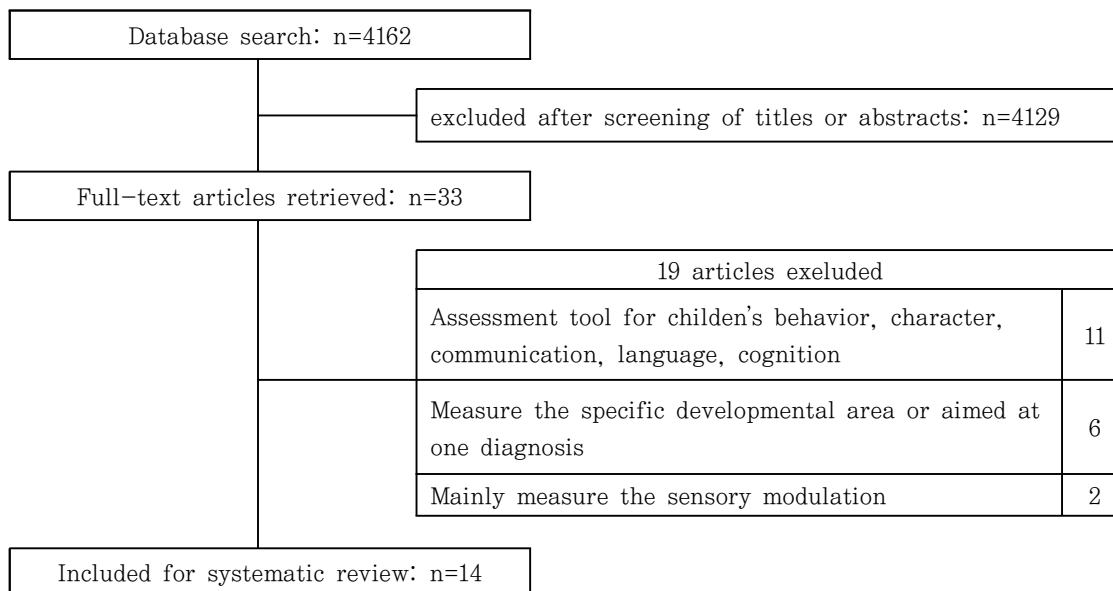 Database search: n=4162
excluded after screening of titles or abstracts: n=4129
Full-text articles retrieved: n=33
19 articles exeluded
Assessment tool for childen's behavior, character,
communication, language, cognition
11
Measure the specific developmental area or aimed at
one diagnosis
6
Mainly measure the sensory modulation
2
Included for systematic review: n=14